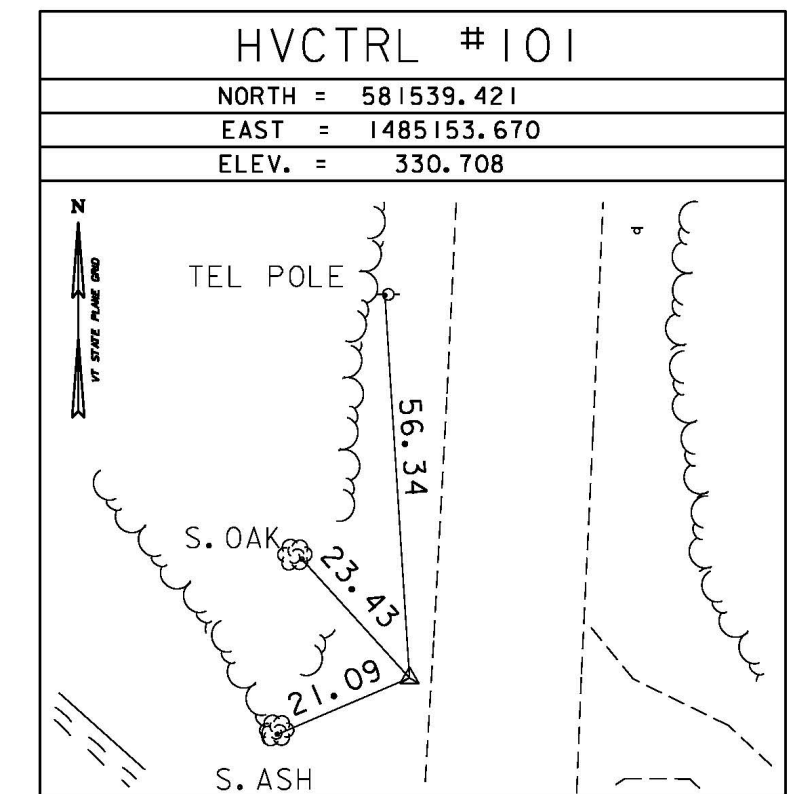 HVCTRL #101
NORTH = 581539.421
EAST = 1485153.670
ELEV. = 330.708
N
VT STATE PLANE GRID
TEL POLE
56.34
S. OAK
23.43
21.09
S. ASH